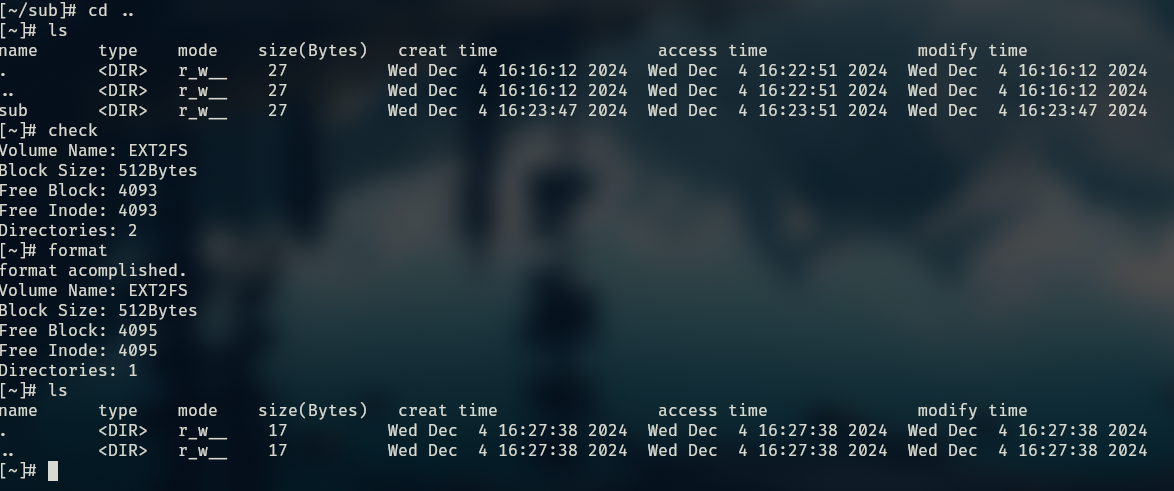 [~/sub]# cd ..
[~]# ls
name      type    mode    size(Bytes)   creat time                access time               modify time
.         <DIR>   r_w__    27          Wed Dec  4 16:16:12 2024  Wed Dec  4 16:22:51 2024  Wed Dec  4 16:16:12 2024
..        <DIR>   r_w__    27          Wed Dec  4 16:16:12 2024  Wed Dec  4 16:22:51 2024  Wed Dec  4 16:16:12 2024
sub       <DIR>   r_w__    27          Wed Dec  4 16:23:47 2024  Wed Dec  4 16:23:51 2024  Wed Dec  4 16:23:47 2024
[~]# check
Volume Name: EXT2FS
Block Size: 512Bytes
Free Block: 4093
Free Inode: 4093
Directories: 2
[~]# format
format acomplished.
Volume Name: EXT2FS
Block Size: 512Bytes
Free Block: 4095
Free Inode: 4095
Directories: 1
[~]# ls
name      type    mode    size(Bytes)   creat time                access time               modify time
.         <DIR>   r_w__    17          Wed Dec  4 16:27:38 2024  Wed Dec  4 16:27:38 2024  Wed Dec  4 16:27:38 2024
..        <DIR>   r_w__    17          Wed Dec  4 16:27:38 2024  Wed Dec  4 16:27:38 2024  Wed Dec  4 16:27:38 2024
[~]#